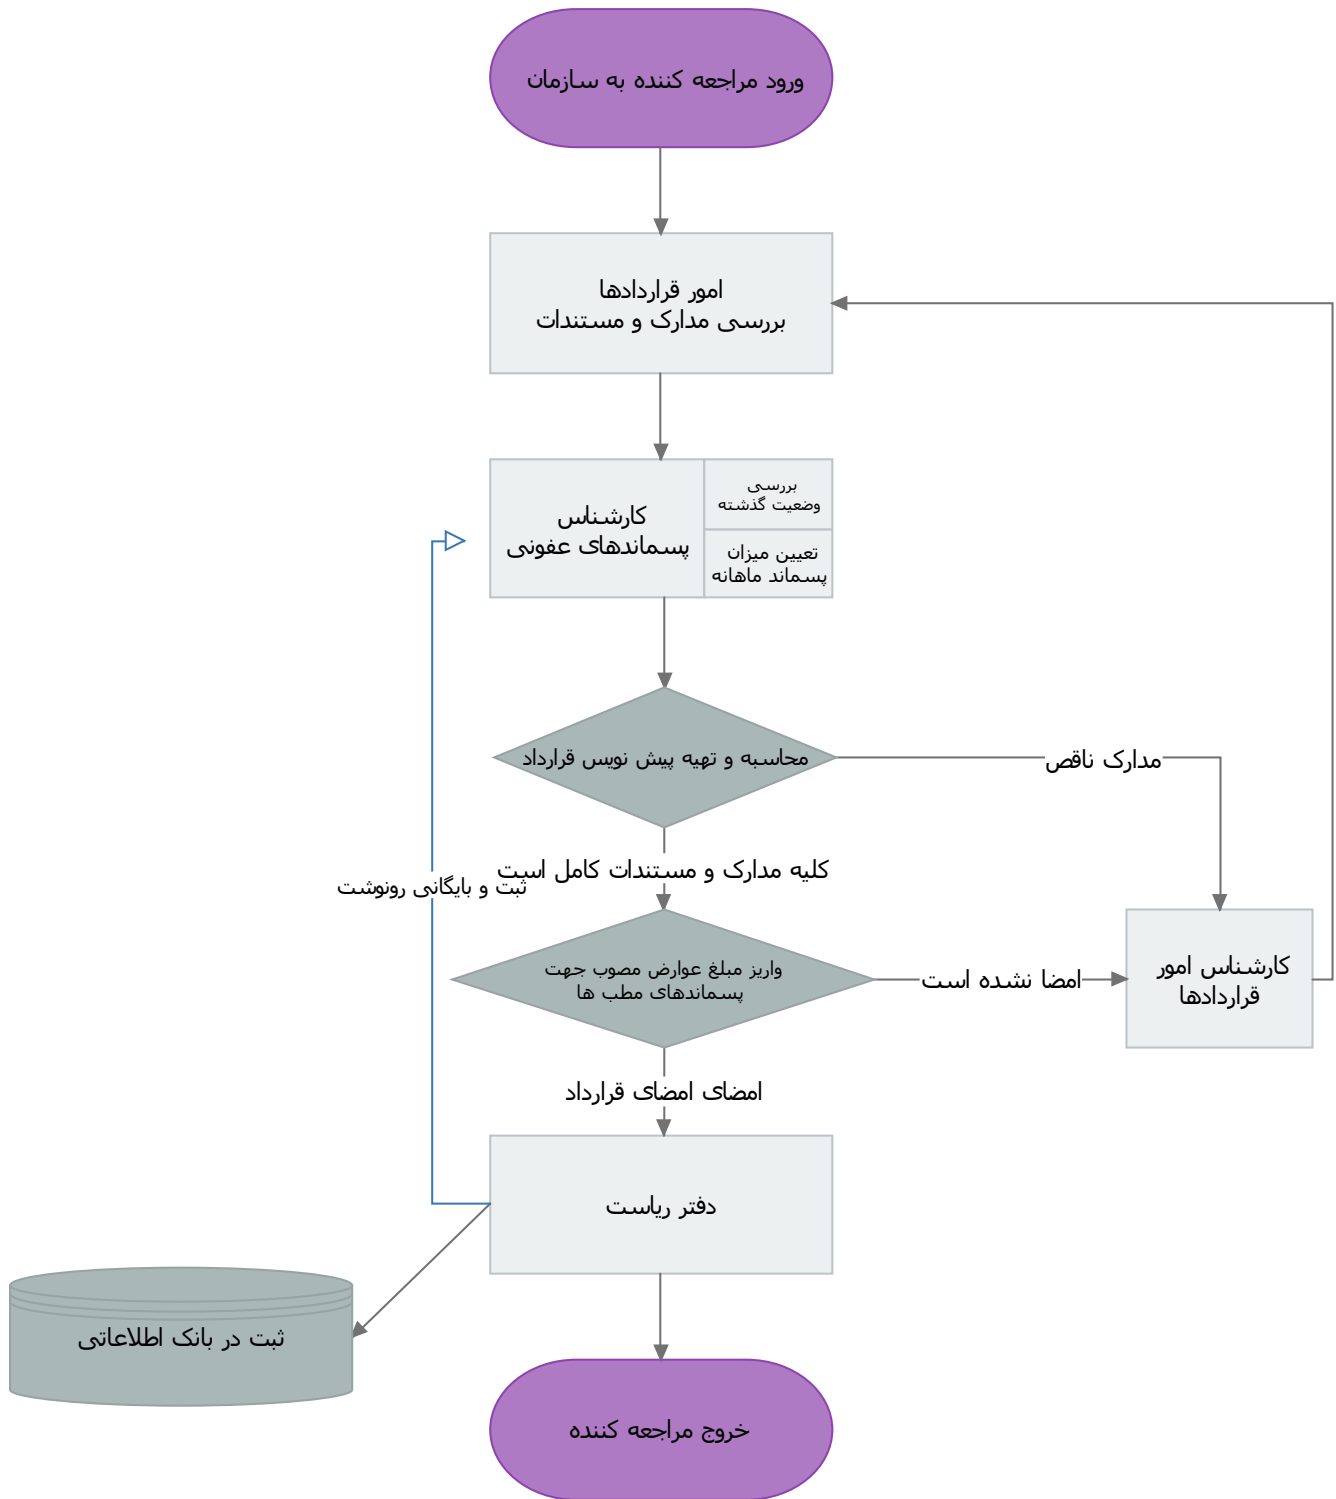 ورود مراجعه کننده به سازمان
امور قراردادها
بررسی مدارک و مستندات
کارشناس
پسماندهای عفونی
بررسی
وضعیت گذشته
تعیین میزان
پسماند ماهانه
محاسبه و تهیه پیش نویس قرارداد
مدارک ناقص
کلیه مدارک و مستندات کامل است
ثبت و بایگانی رونوشت
واریز مبلغ عوارض مصوب جهت
پسماندهای مطب ها
امضا نشده است
کارشناس امور
قراردادها
امضای امضای قرارداد
دفتر ریاست
ثبت در بانک اطلاعاتی
خروج مراجعه کننده